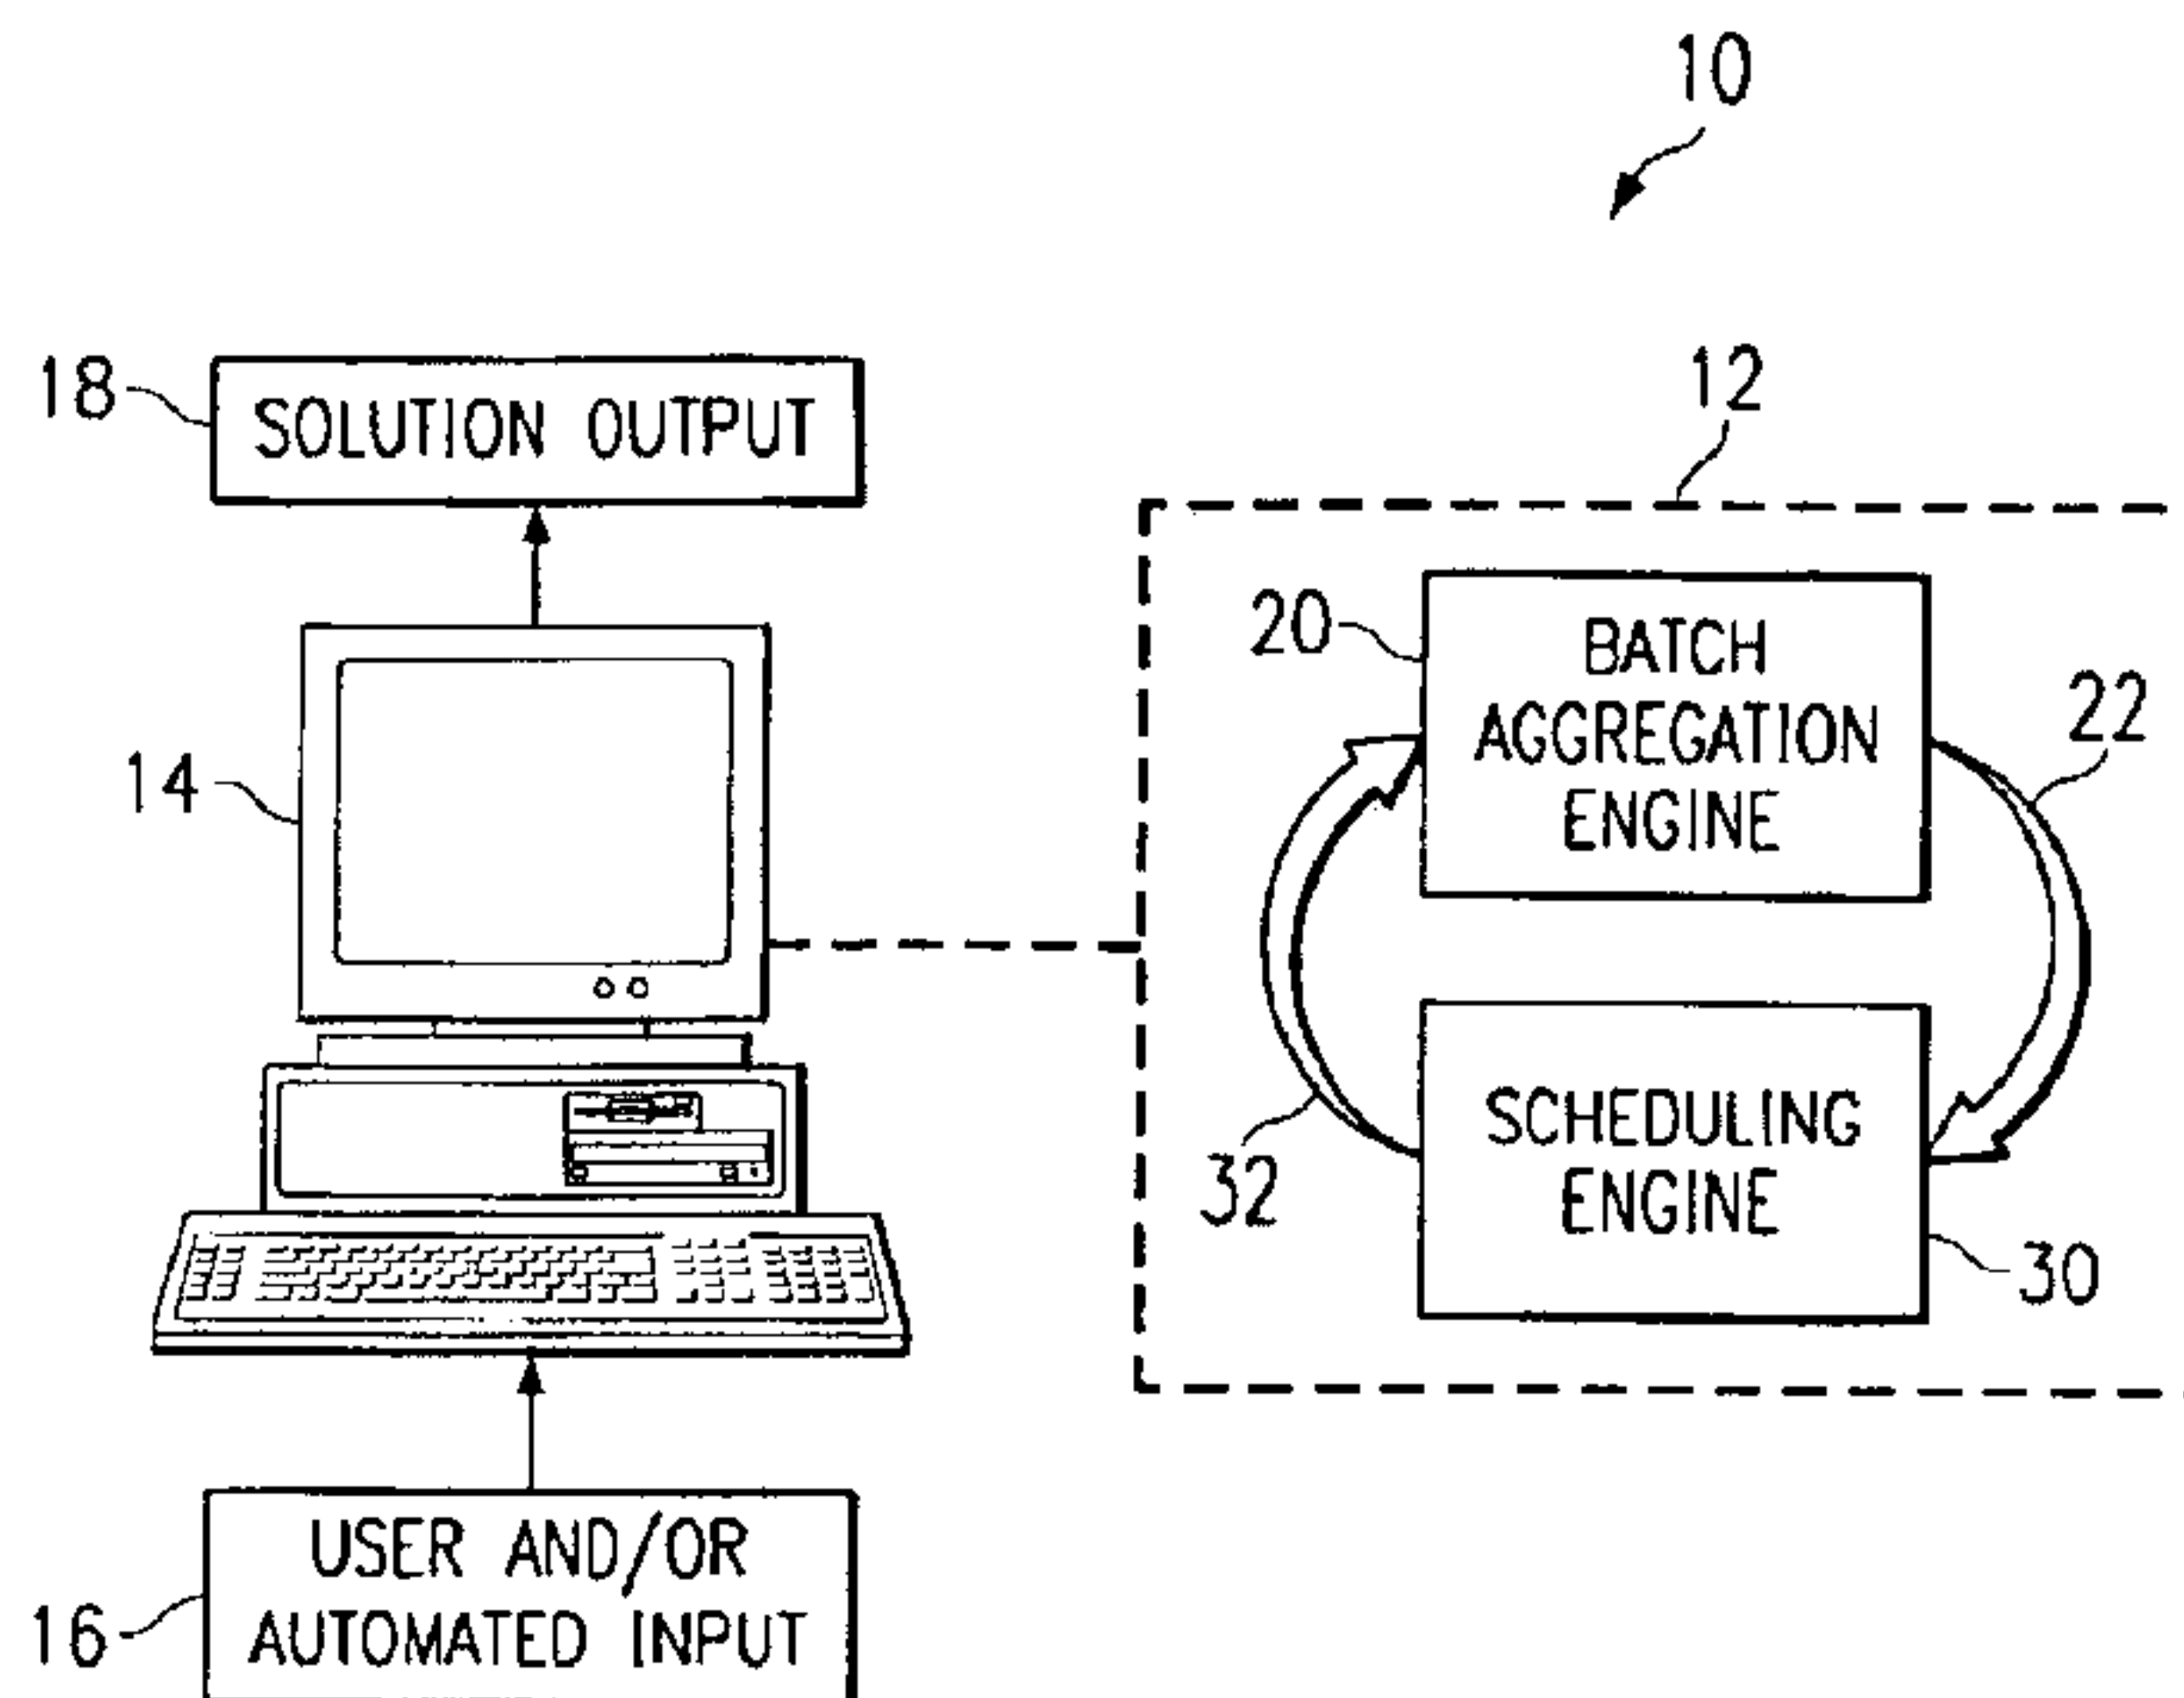 10
18
SOLUTION OUTPUT
12
20
BATCH
AGGREGATION
ENGINE
22
14
SCHEDULING
ENGINE
32
30
USER AND/OR
AUTOMATED INPUT
16